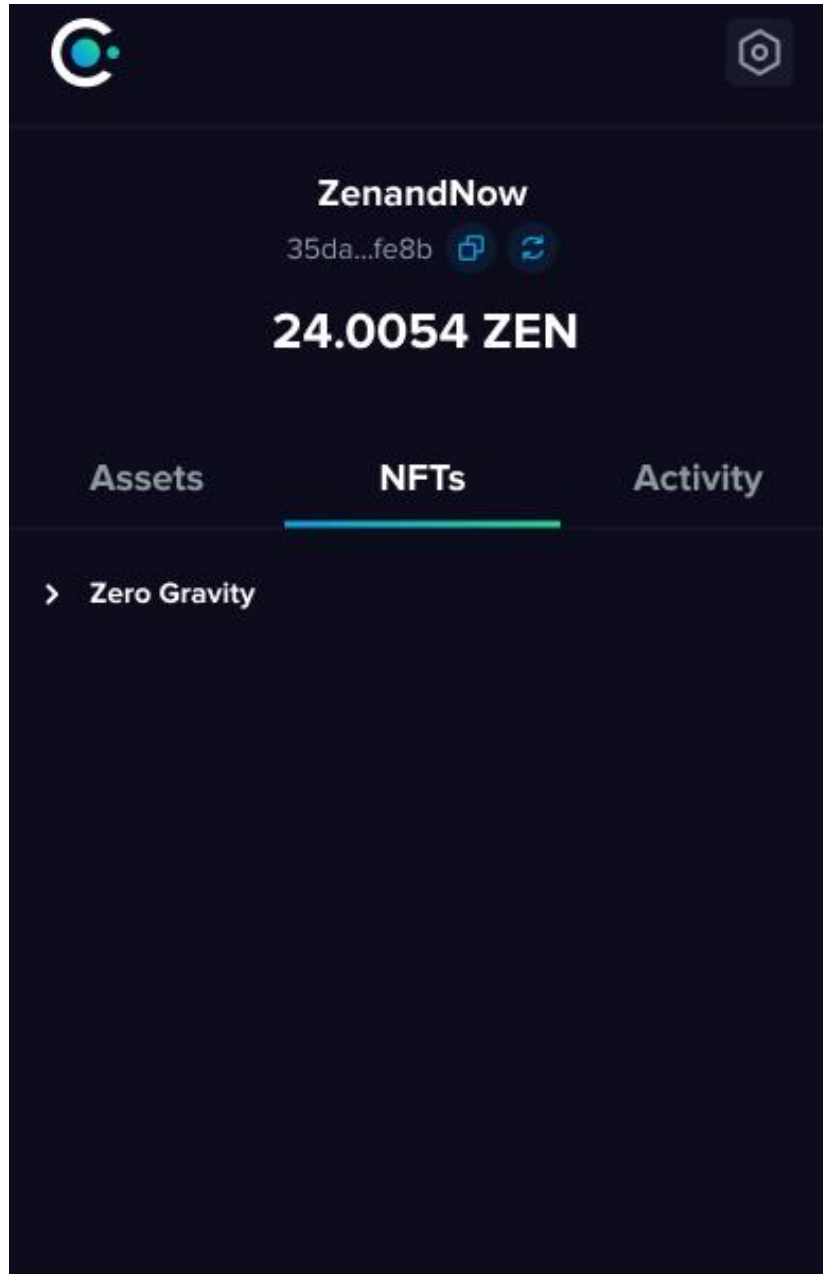 ZenandNow
35da...fe8b
24.0054 ZEN
Assets NFTs Activity
Zero Gravity